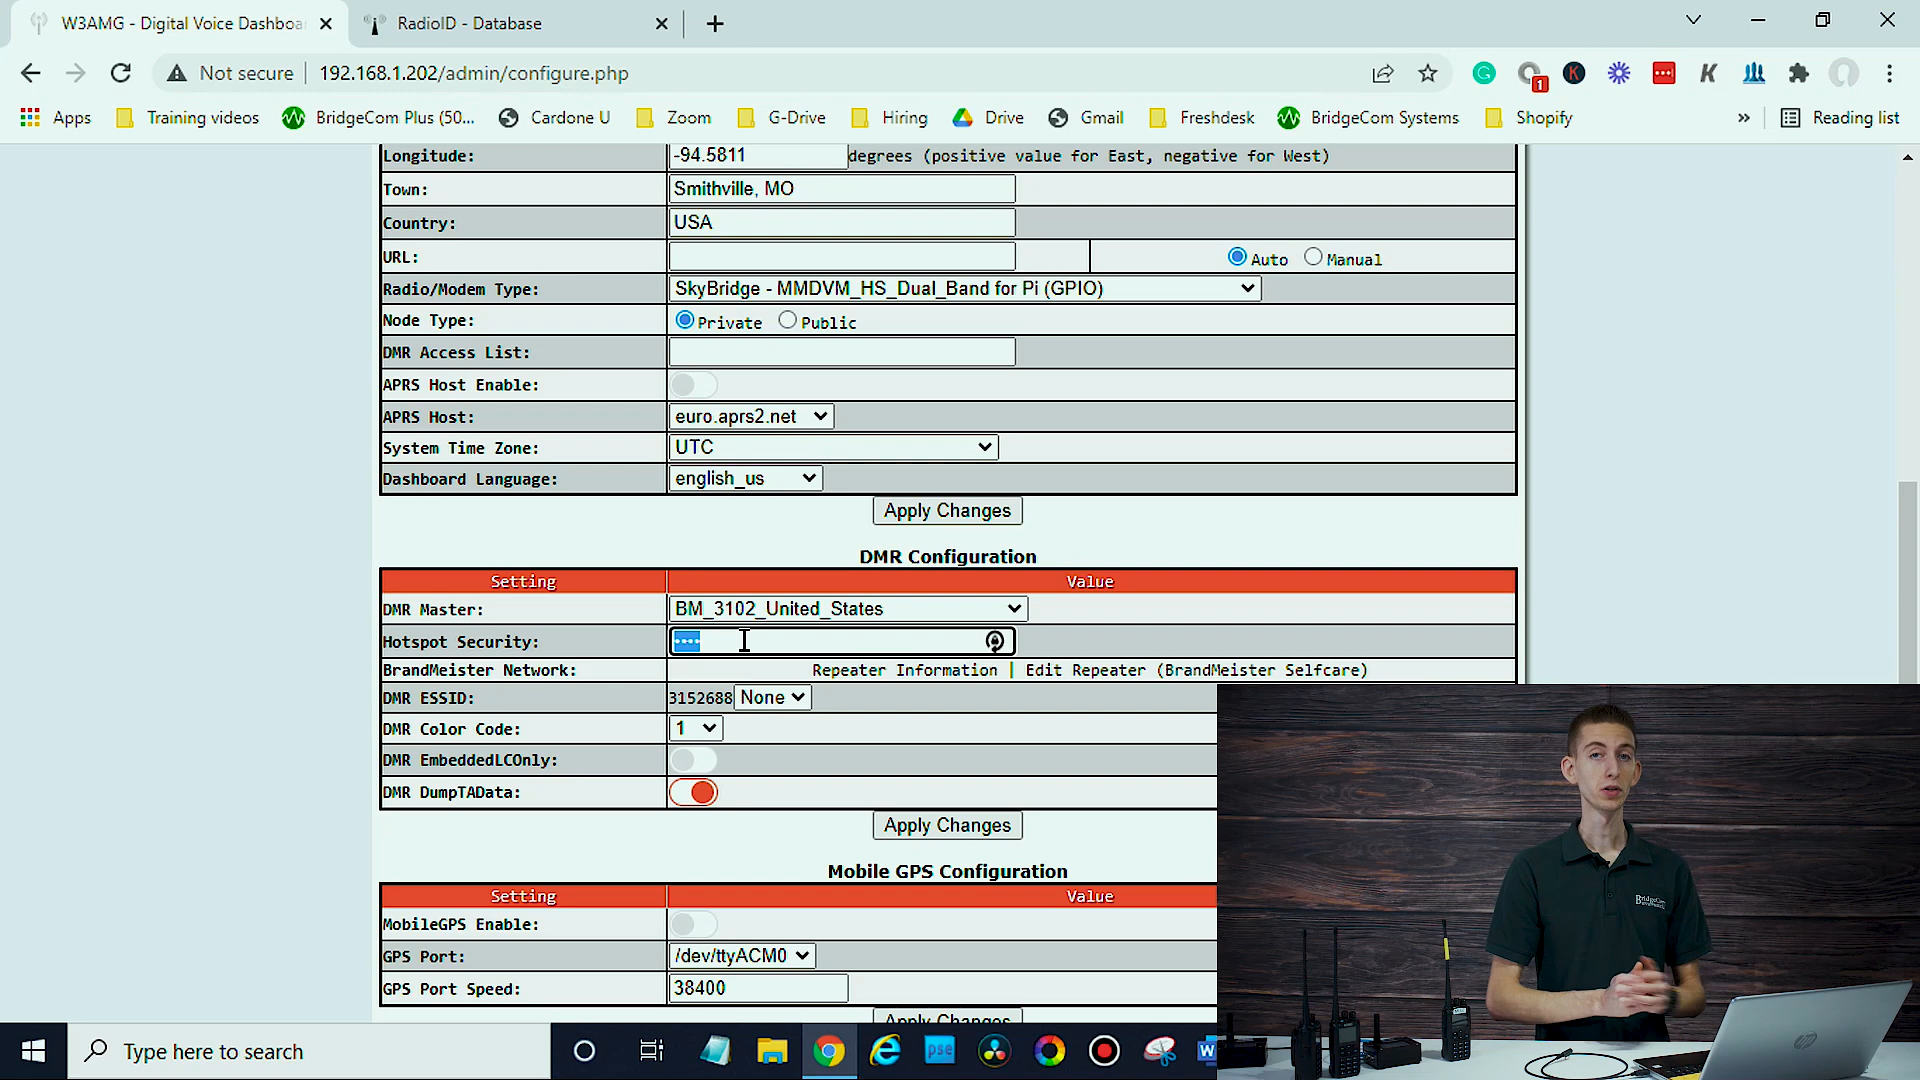 W3AMG - Digital Voice Dashboa
RadioID - Database
Not secure
192.168.1.202/admin/configure.php
1
K
K
Apps
Training videos
BridgeCom Plus (50...
Cardone U
Zoom
G-Drive
Hiring
Drive
Gmail
Freshdesk
BridgeCom Systems
Shopify
»
Reading list
Longitude: -94.5811 degrees (positive value for East, negative for West)
Town: Smithville, MO
Country: USA
URL: Auto Manual
Radio/Modem Type: SkyBridge - MMDVM_HS_Dual_Band for Pi (GPIO)
Node Type: Private Public
DMR Access List:
APRS Host Enable:
APRS Host: euro.aprs2.net
System Time Zone: UTC
Dashboard Language: english_us
Apply Changes
DMR Configuration
Setting Value
DMR Master: BM_3102_United_States
Hotspot Security: ••••
BrandMeister Network: Repeater Information | Edit Repeater (BrandMeister Selfcare)
DMR ESSID: 3152688 None
DMR Color Code: 1
DMR EmbeddedLCOnly:
DMR DumpTAData:
Apply Changes
Mobile GPS Configuration
Setting Value
MobileGPS Enable:
GPS Port: /dev/ttyACM0
GPS Port Speed: 38400
Apply Changes
BridgeCom
hp
Type here to search
pse
W